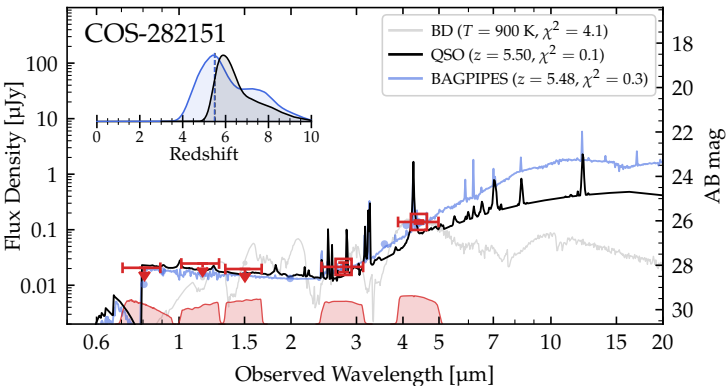 COS-282151
BD (T = 900 K, χ² = 4.1)
QSO (z = 5.50, χ² = 0.1)
BAGPIPES (z = 5.48, χ² = 0.3)
0 2 4 6 8 10
Redshift
Flux Density [μJy]
100
10
1
0.1
0.01
AB mag
18
20
22
24
26
28
30
0.6 1 2 3 4 5 10 15 20
Observed Wavelength [μm]